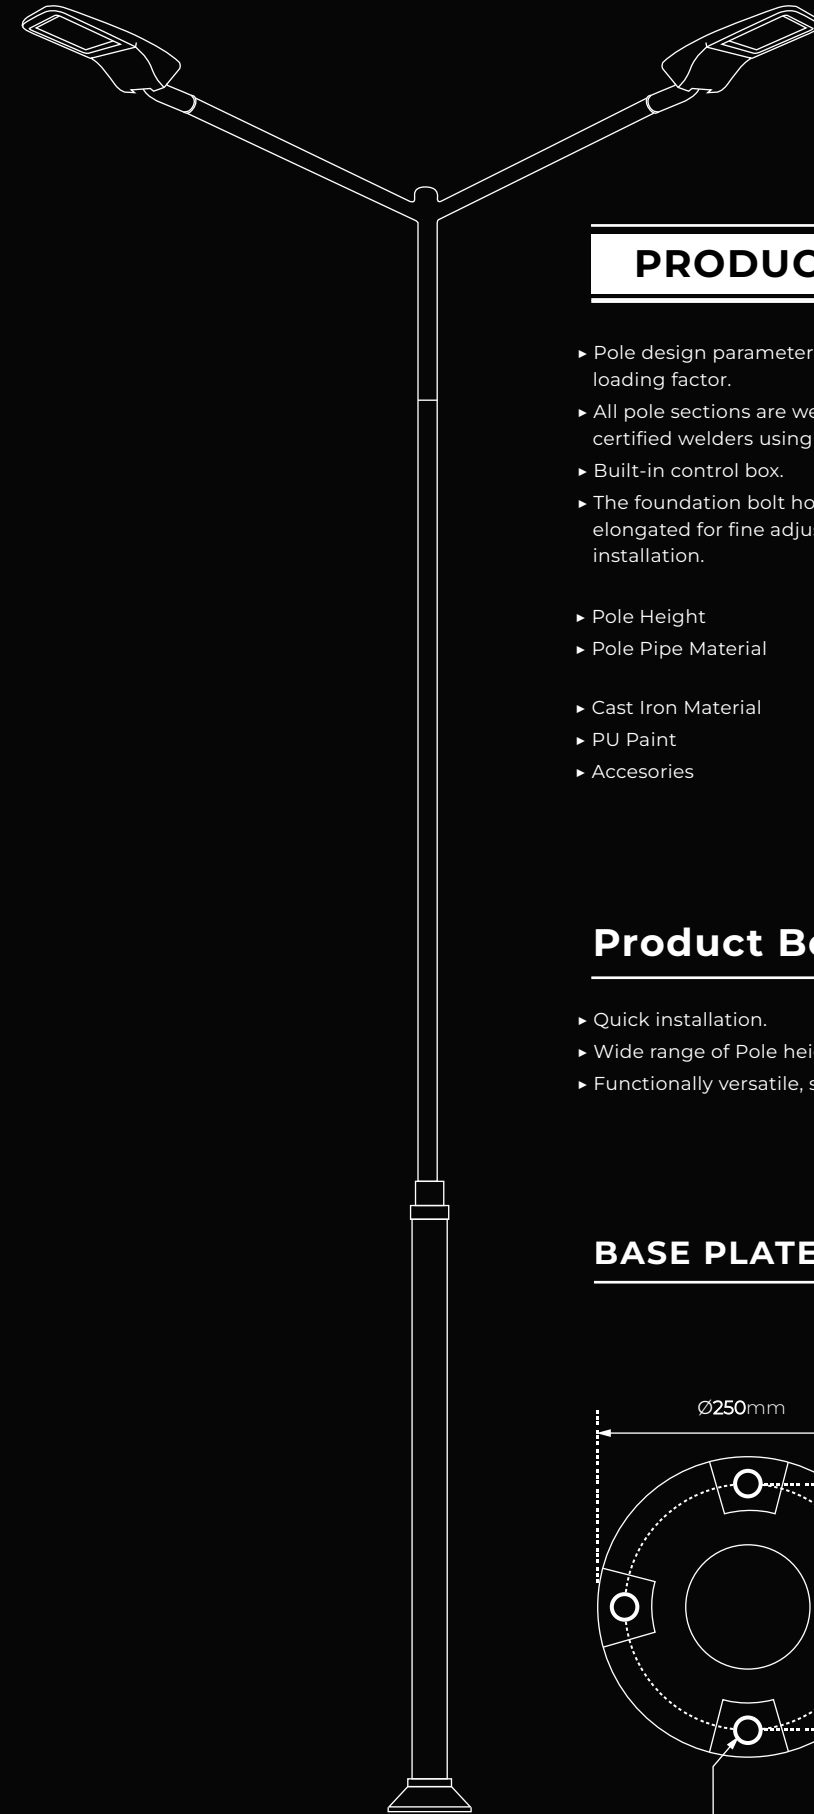 PRODUC
▸ Pole design parameter
loading factor.
▸ All pole sections are we
certified welders using
▸ Built-in control box.
▸ The foundation bolt ho
elongated for fine adju
installation.
▸ Pole Height
▸ Pole Pipe Material
▸ Cast Iron Material
▸ PU Paint
▸ Accesories
Product B
▸ Quick installation.
▸ Wide range of Pole hei
▸ Functionally versatile, s
BASE PLATE
Ø250mm